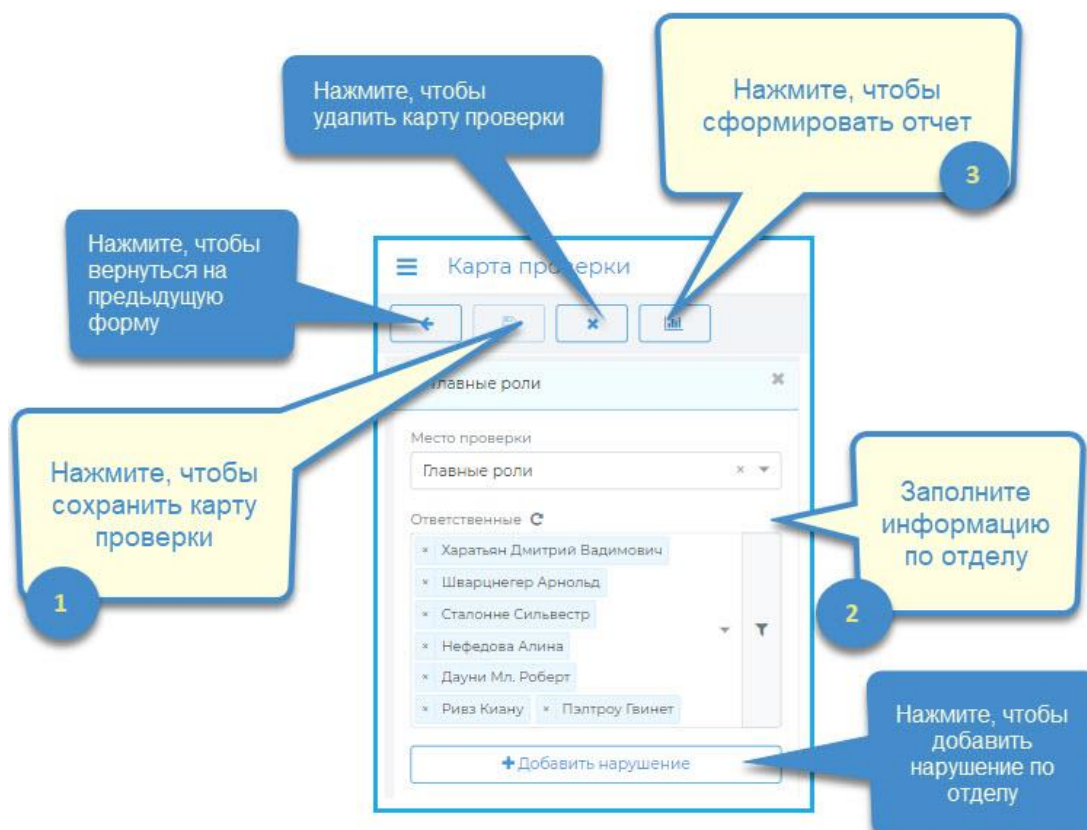 Нажмите, чтобы
удалить карту проверки
Нажмите, чтобы
сформировать отчет
3
Нажмите, чтобы
вернуться на
предыдущую
форму
Карта проверки
Главные роли
Место проверки
Главные роли
Нажмите, чтобы
сохранить карту
проверки
1
Заполните
информацию
по отделу
2
Ответственные
Харатьян Дмитрий Вадимович
Шварцнегер Арнольд
Сталонне Сильвестр
Нефедова Алина
Дауни Мл. Роберт
Ривз Киану × Пэлтроу Гвинет
Добавить нарушение
Нажмите, чтобы
добавить
нарушение по
отделу